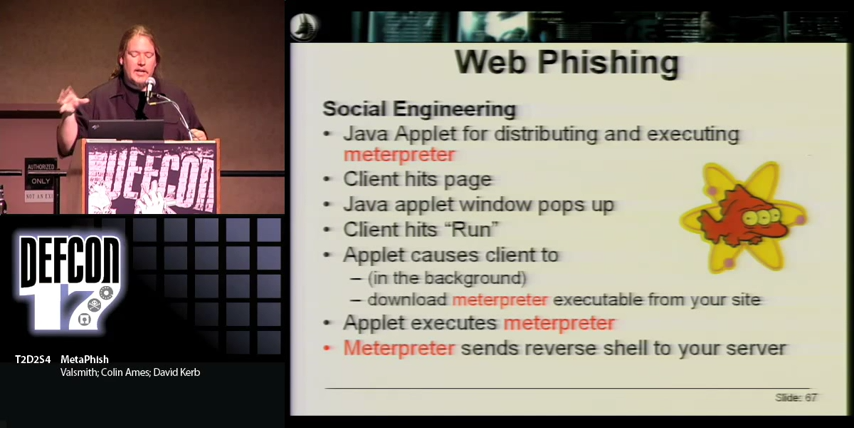 Web Phishing
Social Engineering
• Java Applet for distributing and executing
meterpreter
• Client hits page
• Java applet window pops up
• Client hits “Run”
• Applet causes client to
– (in the background)
– download meterpreter executable from your site
• Applet executes meterpreter
• Meterpreter sends reverse shell to your server
Slide: 67
AUTHORIZED
ONLY
DEFCON
DEFCON
17
T2D2S4 MetaPhish
Valsmith; Colin Ames; David Kerb